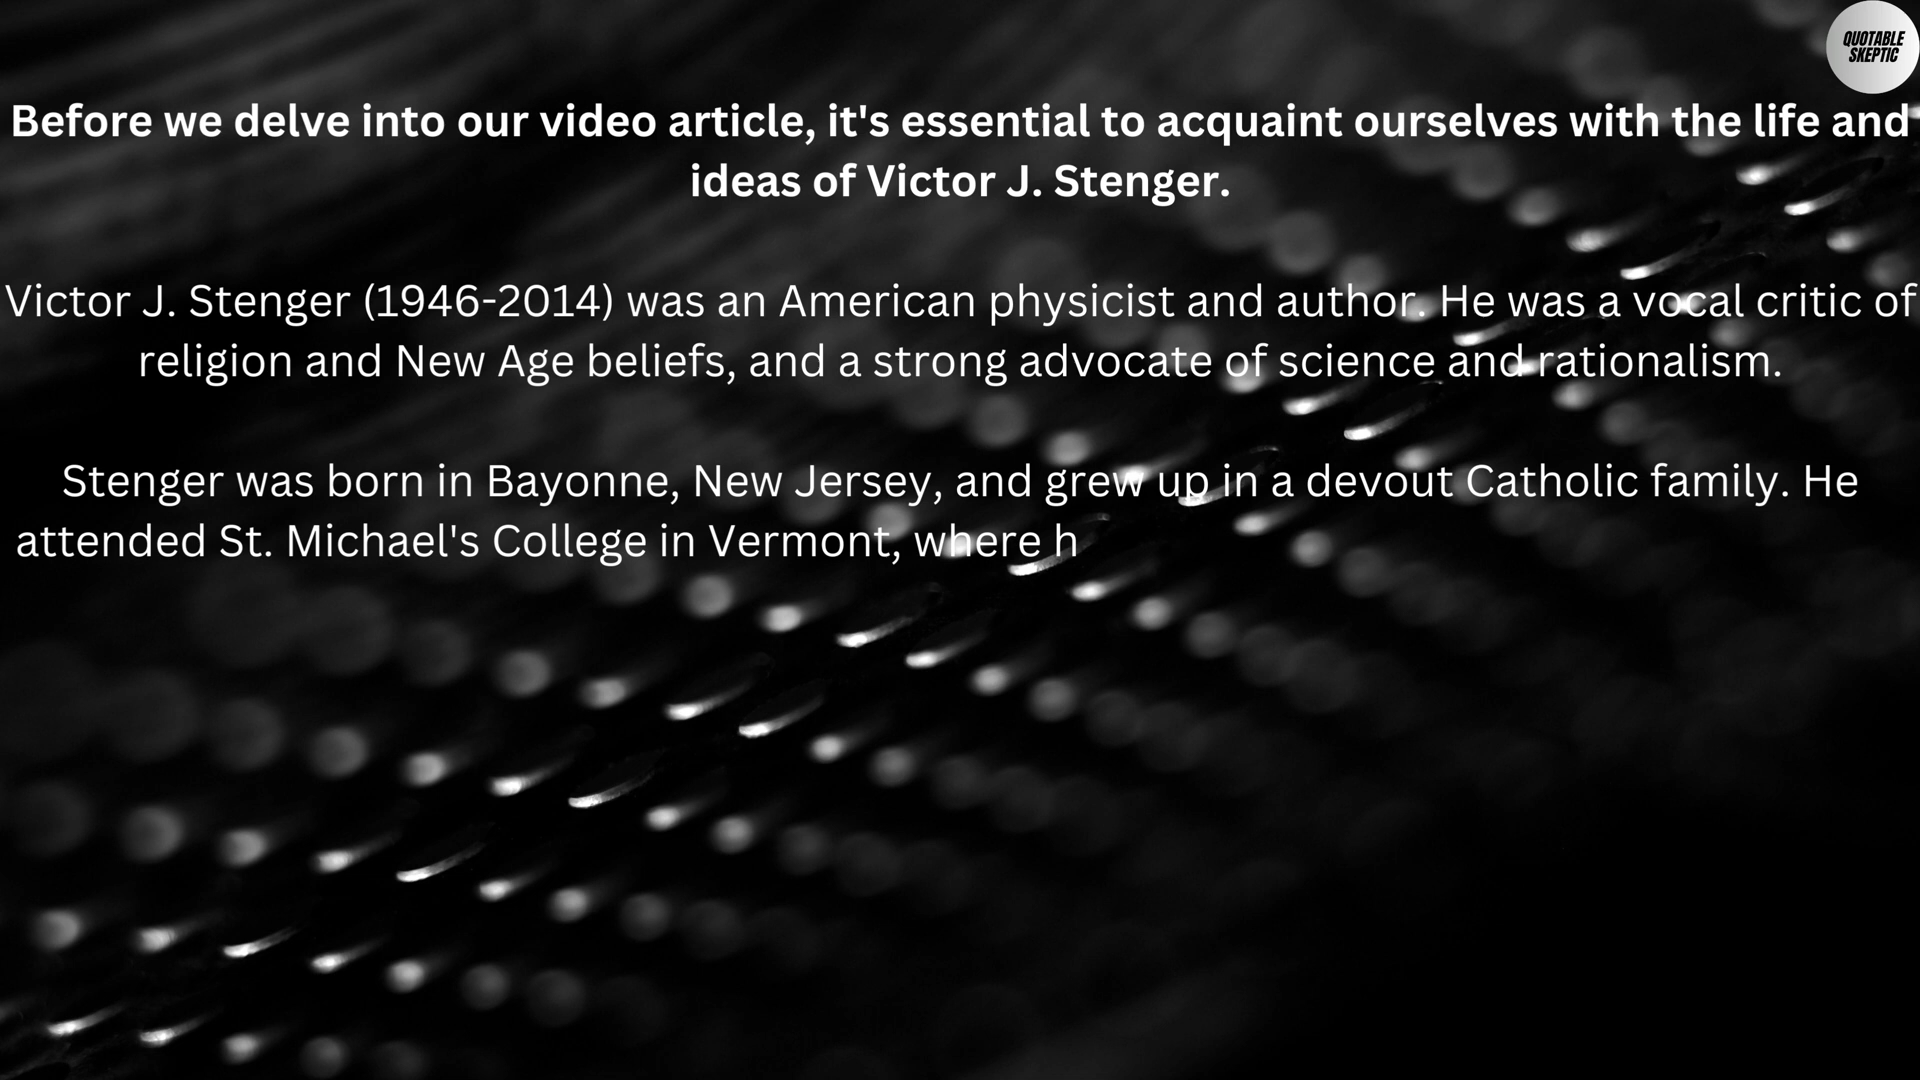 QUOTABLE
SKEPTIC
Before we delve into our video article, it's essential to acquaint ourselves with the life and
ideas of Victor J. Stenger.
Victor J. Stenger (1946-2014) was an American physicist and author. He was a vocal critic of
religion and New Age beliefs, and a strong advocate of science and rationalism.
Stenger was born in Bayonne, New Jersey, and grew up in a devout Catholic family. He
attended St. Michael's College in Vermont, where h